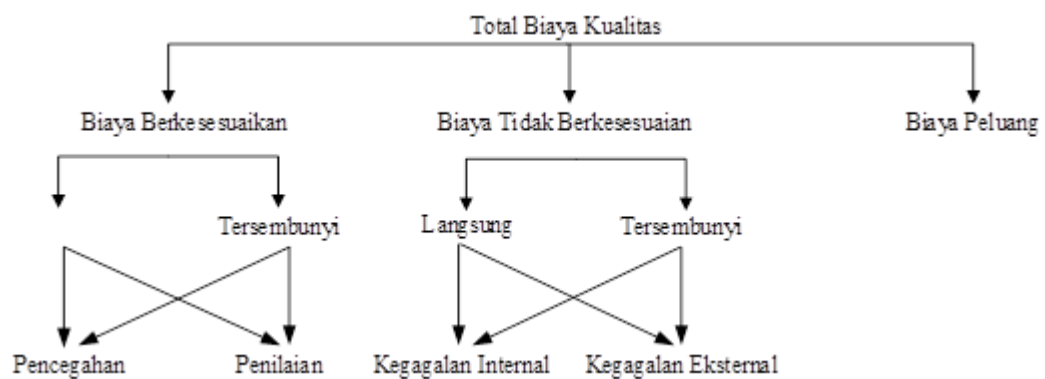 Total Biaya Kualitas
Biaya Berkesesuaikan Biaya Tidak Berkesesuaian Biaya Peluang
Tersembunyi Langsung Tersembunyi
Pencegahan Penilaian Kegagalan Internal Kegagalan Eksternal